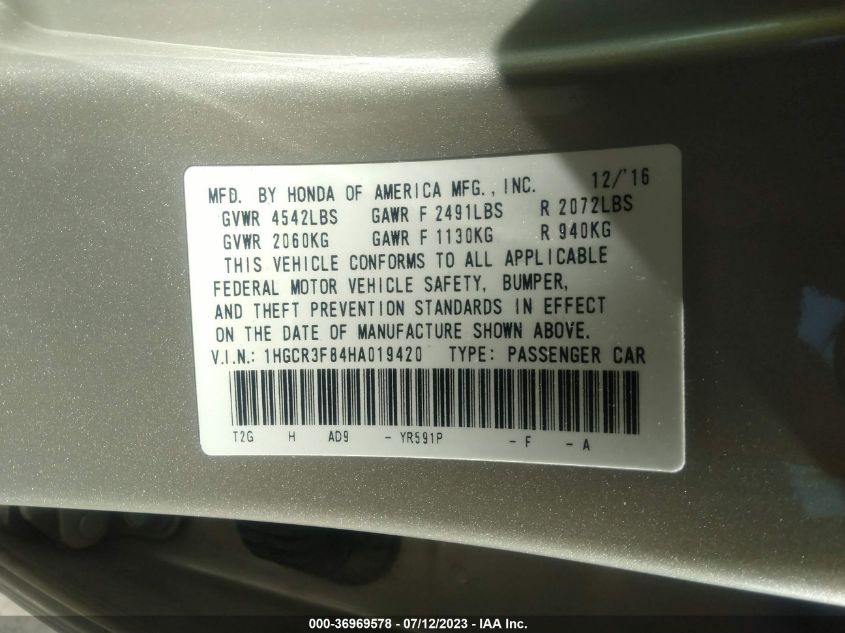 MFD. BY HONDA OF AMERICA MFG., INC. 12/'16
GVWR 4542LBS GAWR F 2491LBS R 2072LBS
GVWR 2060KG GAWR F 1130KG R 940KG
THIS VEHICLE CONFORMS TO ALL APPLICABLE
FEDERAL MOTOR VEHICLE SAFETY, BUMPER,
AND THEFT PREVENTION STANDARDS IN EFFECT
ON THE DATE OF MANUFACTURE SHOWN ABOVE.
V.I.N.: 1HGCR3F84HA019420 TYPE: PASSENGER CAR
T2G H AD9 - YR591P - F - A
000-36969578 - 07/12/2023 - IAA Inc.